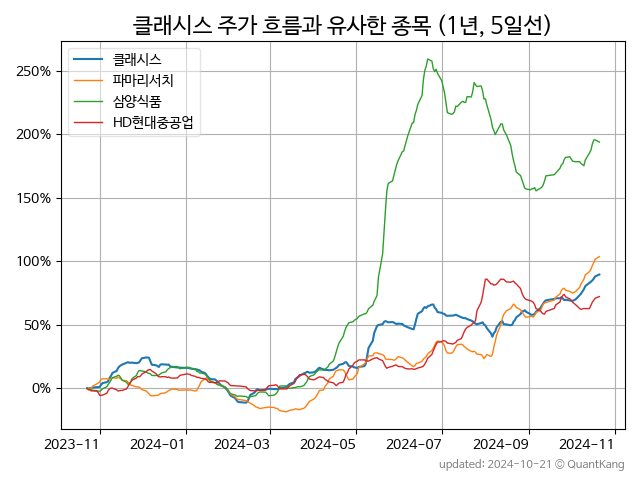 클래시스 주가 흐름과 유사한 종목 (1년, 5일선)
클래시스
파마리서치
삼양식품
HD현대중공업
250%
200%
150%
100%
50%
0%
2023-11 2024-01 2024-03 2024-05 2024-07 2024-09 2024-11
updated: 2024-10-21 © QuantKang